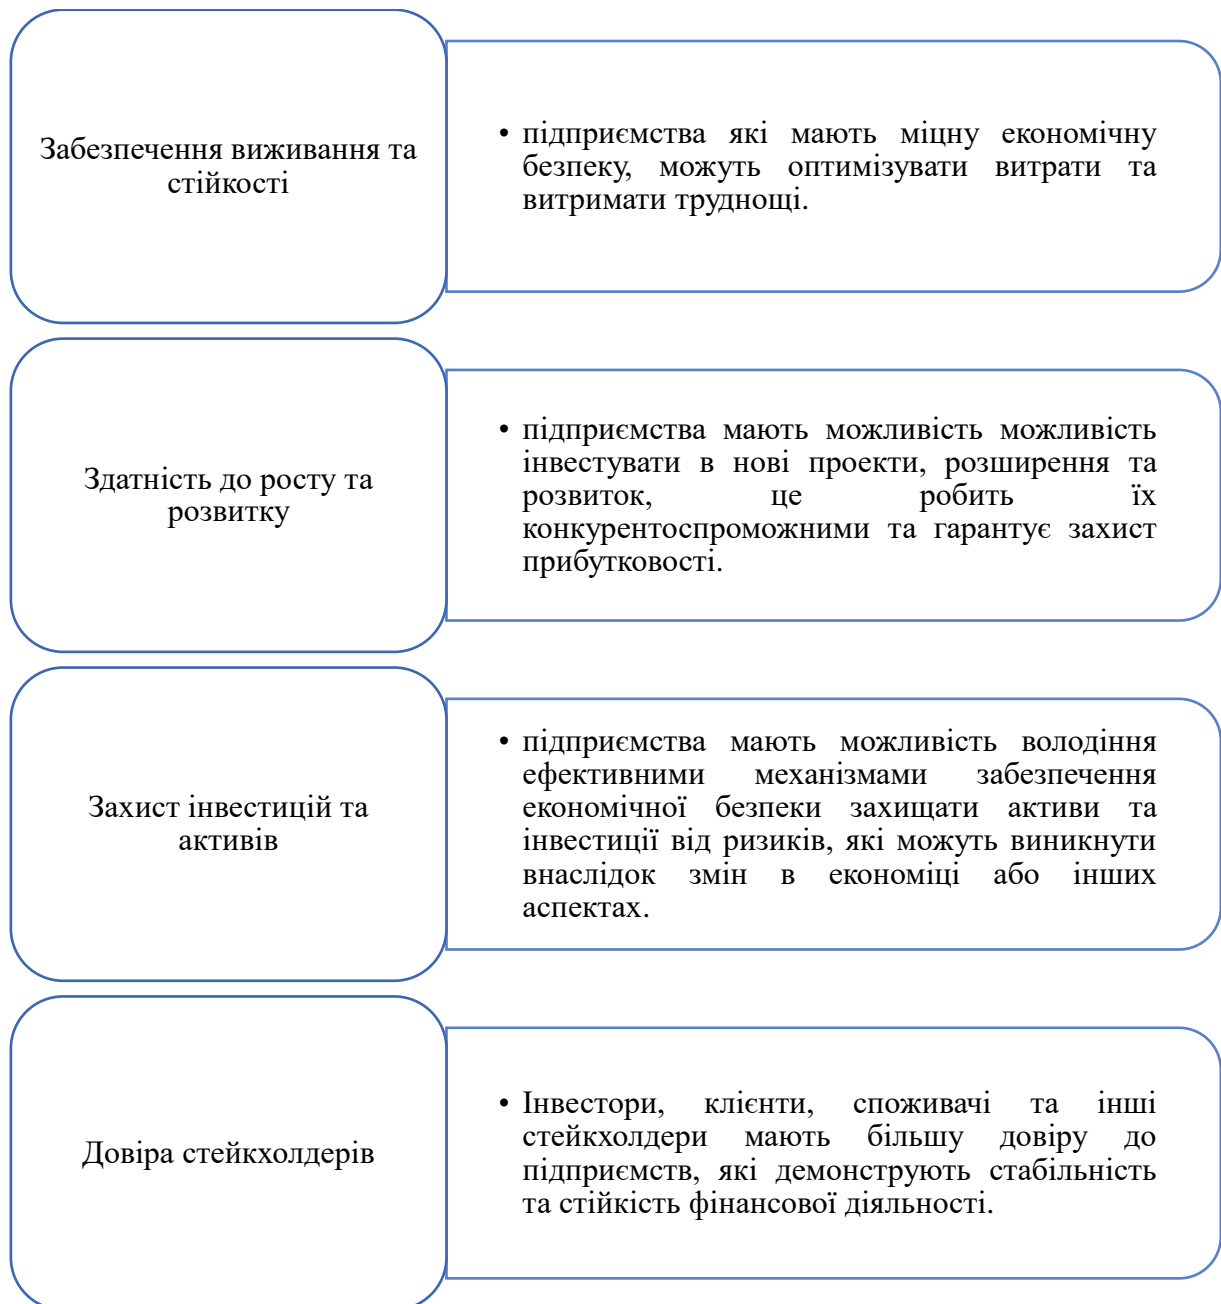 Забезпечення виживання та
стійкості
• підприємства які мають міцну економічну
безпеку, можуть оптимізувати витрати та
витримати труднощі.
Здатність до росту та
розвитку
• підприємства мають можливість можливість
інвестувати в нові проекти, розширення та
розвиток, це робить їх
конкурентоспроможними та гарантує захист
прибутковості.
Захист інвестицій та
активів
• підприємства мають можливість володіння
ефективними механізмами забезпечення
економічної безпеки захищати активи та
інвестиції від ризиків, які можуть виникнути
внаслідок змін в економіці або інших
аспектах.
Довіра стейкхолдерів
• Інвестори, клієнти, споживачі та інші
стейкхолдери мають більшу довіру до
підприємств, які демонструють стабільність
та стійкість фінансової діяльності.